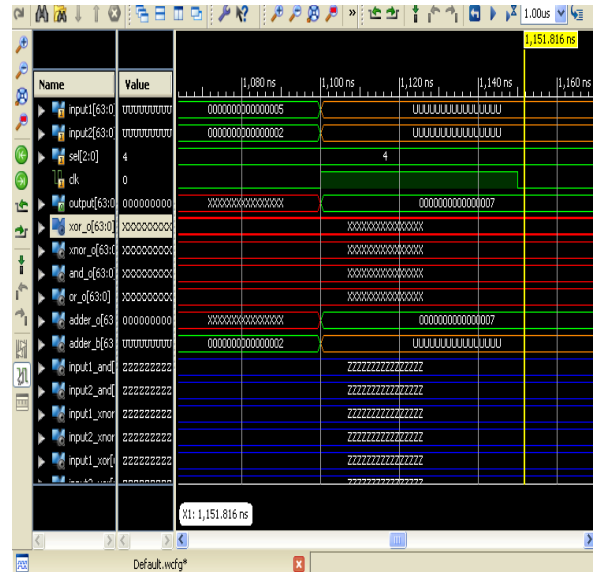 » 1.00us
1,151.816 ns
Name Value
1,080 ns 1,100 ns 1,120 ns 1,140 ns 1,160 ns
input1[63:0] UUUUUUUUU 0000000000000005 UUUUUUUUUUUUUUUU
input2[63:0] UUUUUUUUU 0000000000000002 UUUUUUUUUUUUUUUU
sel[2:0] 4 4
clk 0
output[63:0 000000000 XXXXXXXXXXXXXXXX 0000000000000007
xor_o[63:0] XXXXXXXXX XXXXXXXXXXXXXXXX
xnor_o[63:0 XXXXXXXXX XXXXXXXXXXXXXXXX
and_o[63:0] XXXXXXXXX XXXXXXXXXXXXXXXX
or_o[63:0] XXXXXXXXX XXXXXXXXXXXXXXXX
adder_o[63 000000000 XXXXXXXXXXXXXXXX 0000000000000007
adder_b[63 UUUUUUUUU 0000000000000002 UUUUUUUUUUUUUUUU
input1_and[ ZZZZZZZZZ ZZZZZZZZZZZZZZZZ
input2_and[ ZZZZZZZZZ ZZZZZZZZZZZZZZZZ
input1_xnor ZZZZZZZZZ ZZZZZZZZZZZZZZZZ
input2_xnor ZZZZZZZZZ ZZZZZZZZZZZZZZZZ
input1_xor[ ZZZZZZZZZ ZZZZZZZZZZZZZZZZ
X1: 1,151.816 ns
Default.wcfg*